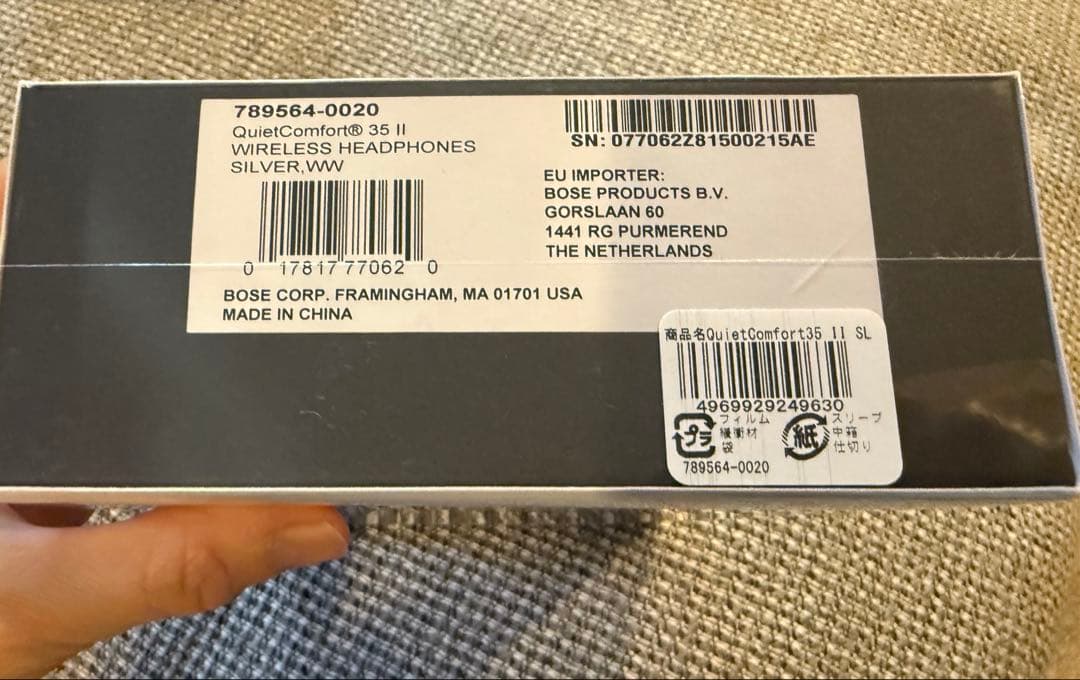 789564-0020
QuietComfort® 35 II
WIRELESS HEADPHONES
SILVER,WW
0 17817 77062 0
BOSE CORP. FRAMINGHAM, MA 01701 USA
MADE IN CHINA
SN: 077062Z81500215AE
EU IMPORTER:
BOSE PRODUCTS B.V.
GORSLAAN 60
1441 RG PURMEREND
THE NETHERLANDS
商品名QuietComfort35 II SL
4969929249630
プラ
フィルム
緩衝材
袋
紙
スリーブ
中箱
仕切り
789564-0020